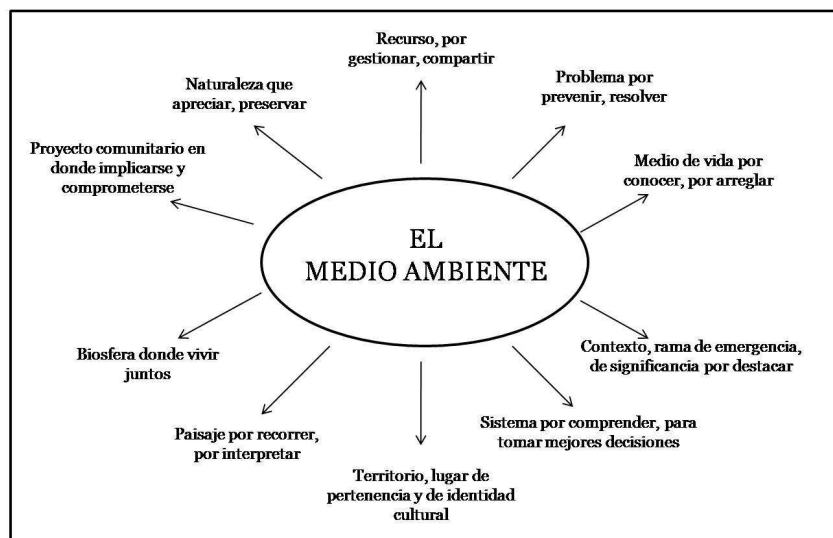 Recurso, por
gestionar, compartir
Naturaleza que
apreciar, preservar
Problema por
prevenir, resolver
Proyecto comunitario en
donde implicarse y
comprometerse
Medio de vida por
conocer, por arreglar
EL
MEDIO AMBIENTE
Biosfera donde vivir
juntos
Contexto, rama de emergencia,
de significancia por destacar
Paisaje por recorrer,
por interpretar
Sistema por comprender, para
tomar mejores decisiones
Territorio, lugar de
pertenencia y de identidad
cultural